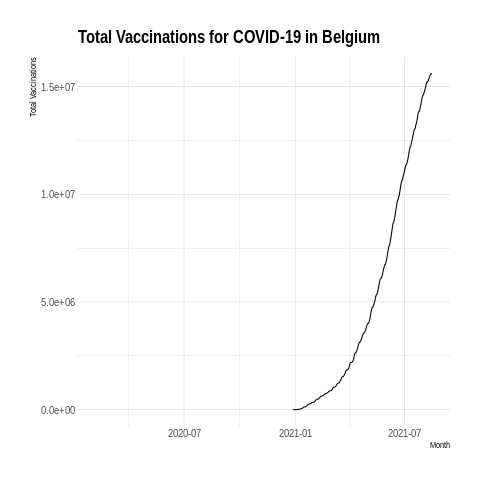 Total Vaccinations for COVID-19 in Belgium
Total Vaccinations
1.5e+07
1.0e+07
5.0e+06
0.0e+00
2020-07
2021-01
2021-07
Month